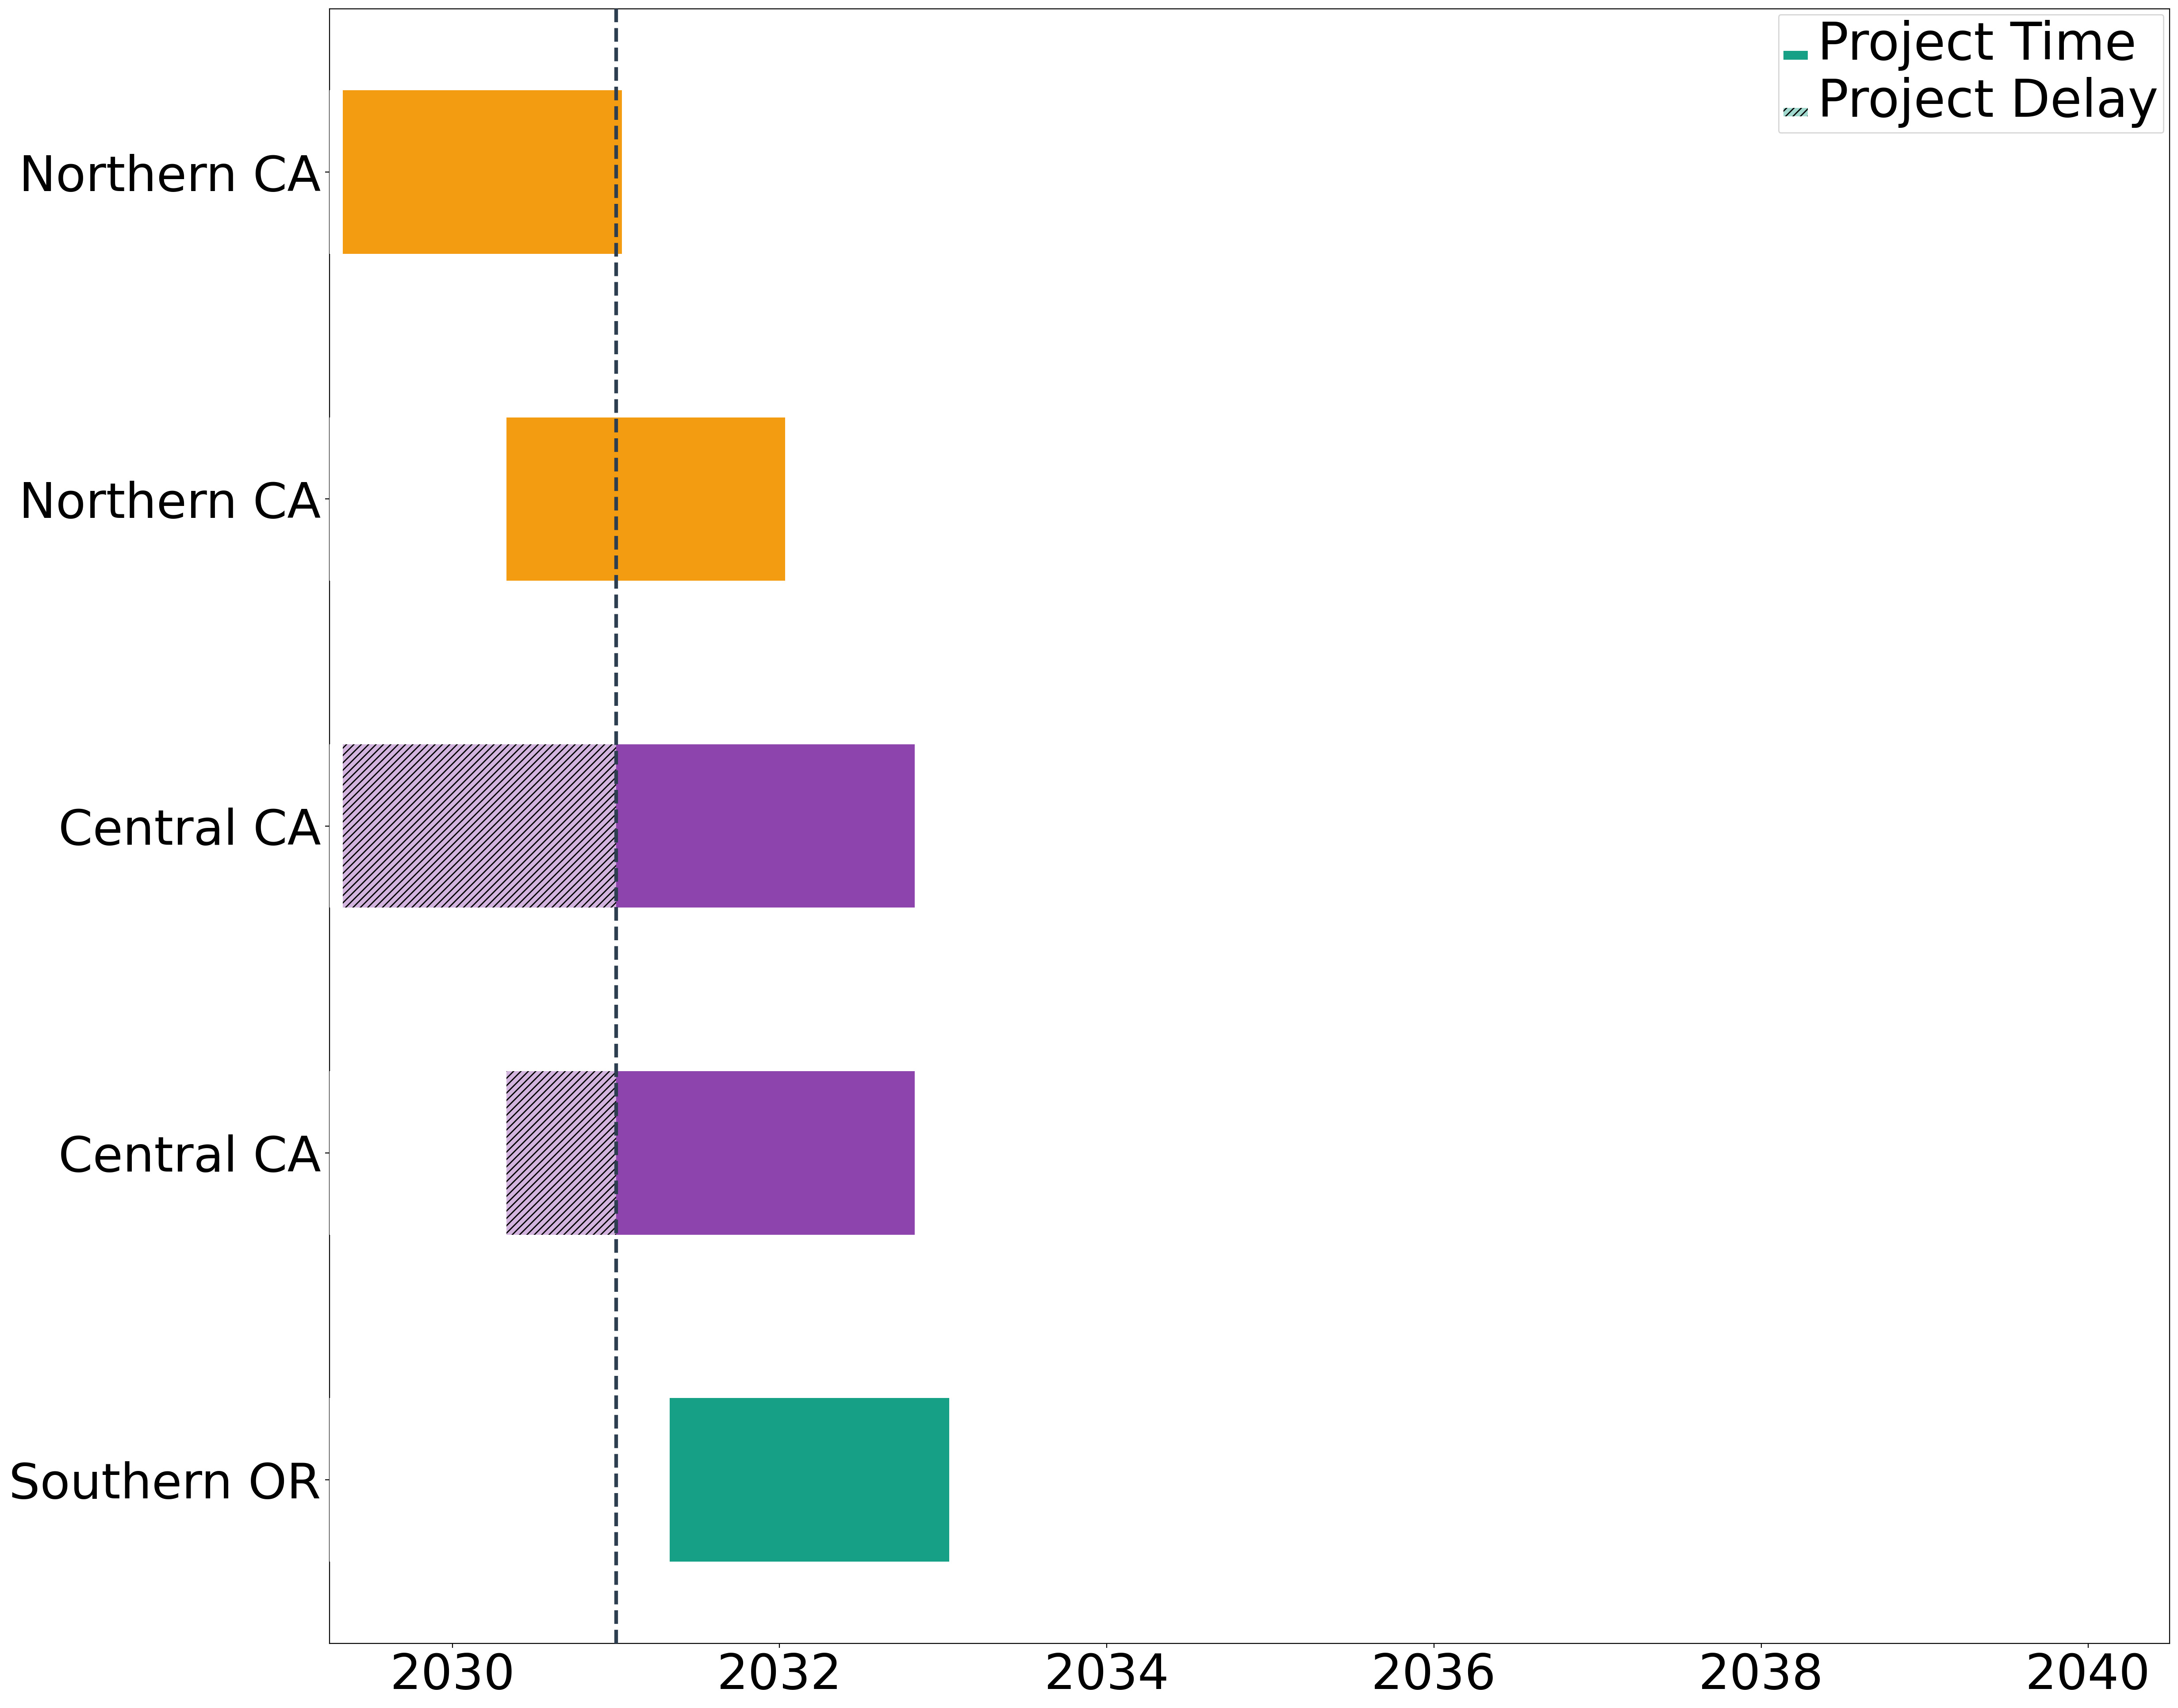 Project Time
Project Delay
Northern CA
Northern CA
Central CA
Central CA
Southern OR
2030 2032 2034 2036 2038 2040